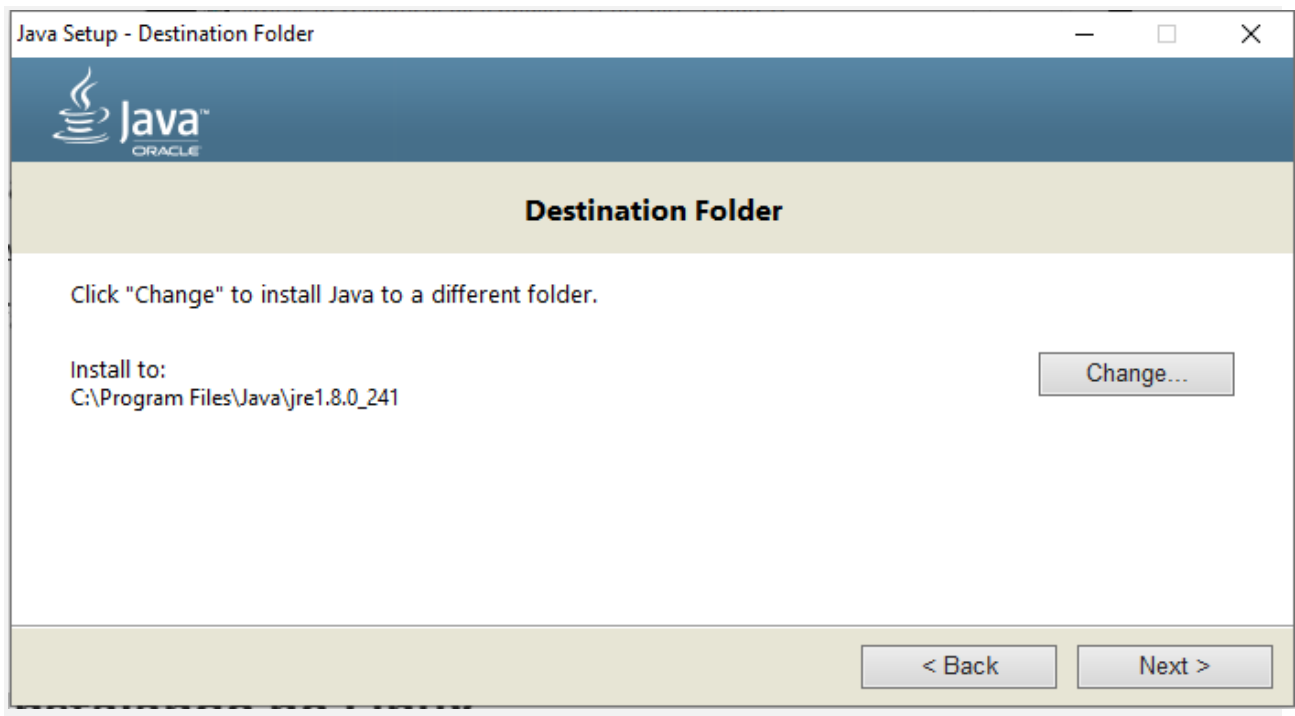 Java Setup - Destination Folder
Java™
ORACLE
Destination Folder
Click "Change" to install Java to a different folder.
Install to:
Change...
C:\Program Files\Java\jre1.8.0_241
< Back
Next >